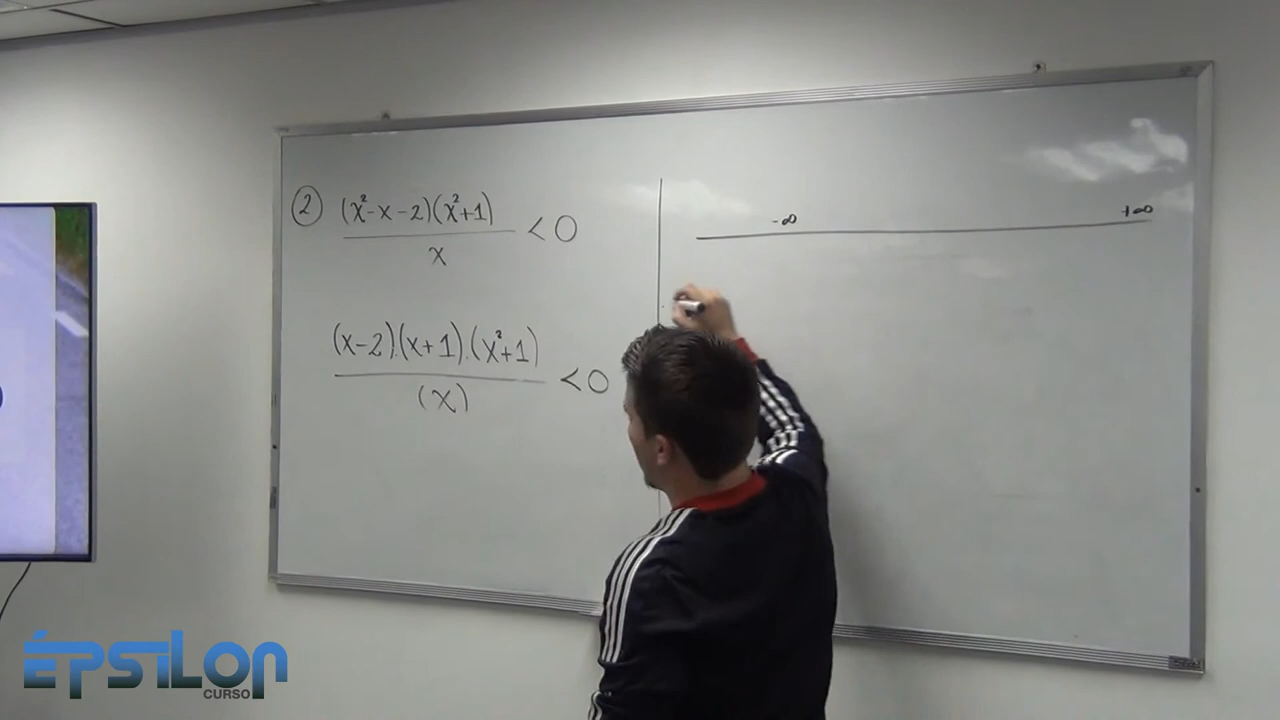 ② (x²-x-2)(x²+1)
x
< 0
(x-2).(x+1).(x²+1)
(x)
< 0
-∞ +∞
ÉPSILON
CURSO